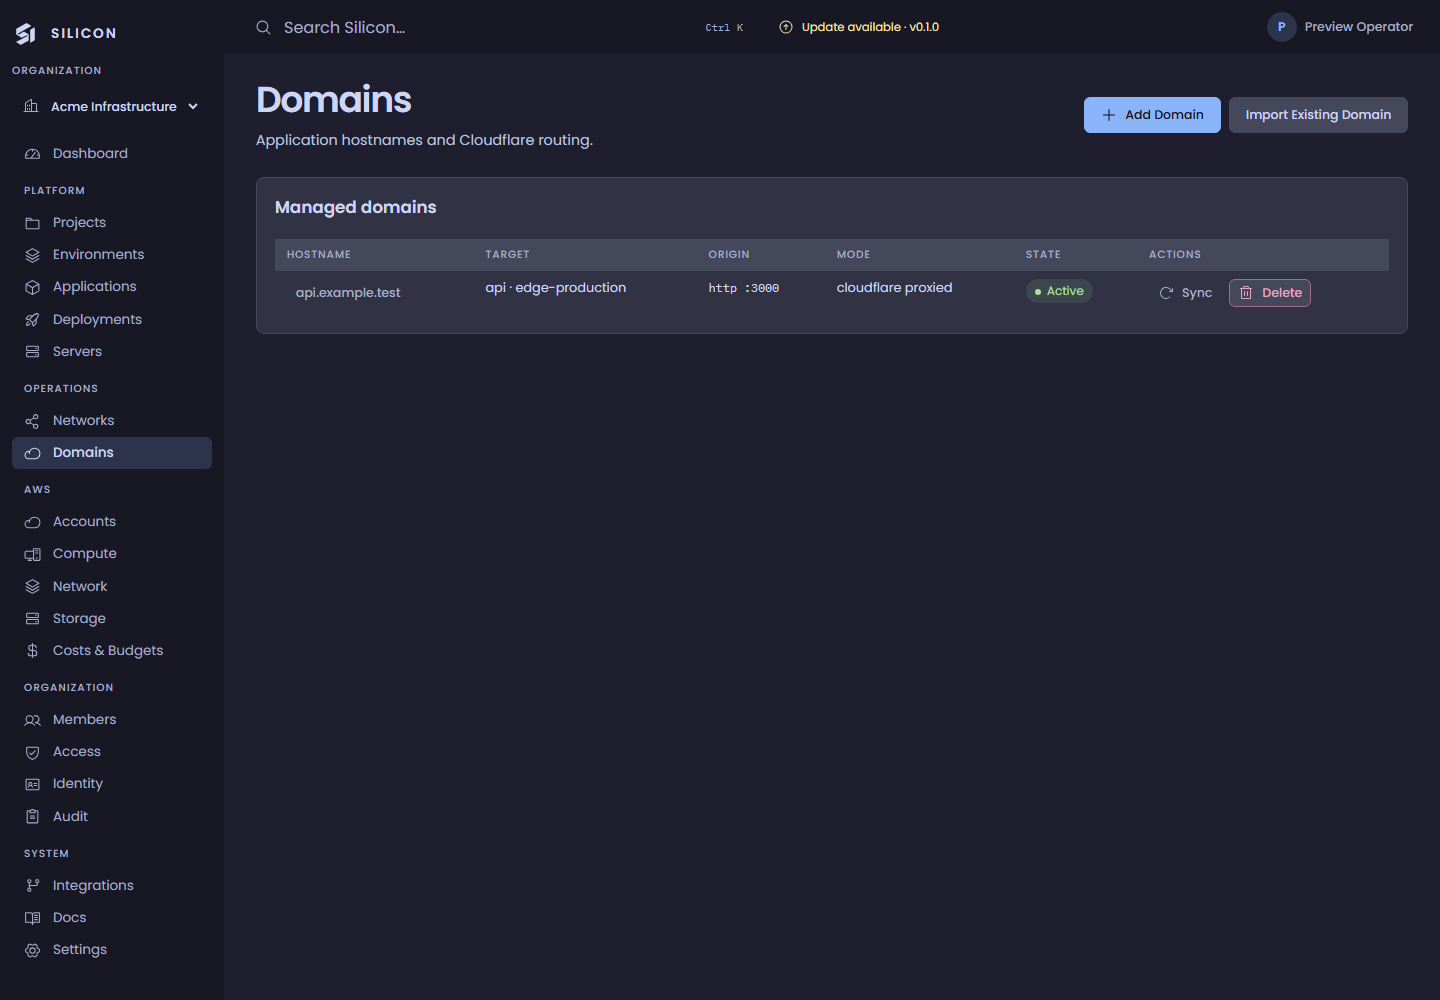 SILICON
Search Silicon...
Ctrl K
Update available · v0.1.0
P
Preview Operator
ORGANIZATION
Acme Infrastructure
Dashboard
PLATFORM
Projects
Environments
Applications
Deployments
Servers
OPERATIONS
Networks
Domains
AWS
Accounts
Compute
Network
Storage
Costs & Budgets
ORGANIZATION
Members
Access
Identity
Audit
SYSTEM
Integrations
Docs
Settings
Domains
Application hostnames and Cloudflare routing.
Add Domain
Import Existing Domain
Managed domains
HOSTNAME TARGET ORIGIN MODE STATE ACTIONS
api.example.test api · edge-production http :3000 cloudflare proxied Active Sync Delete